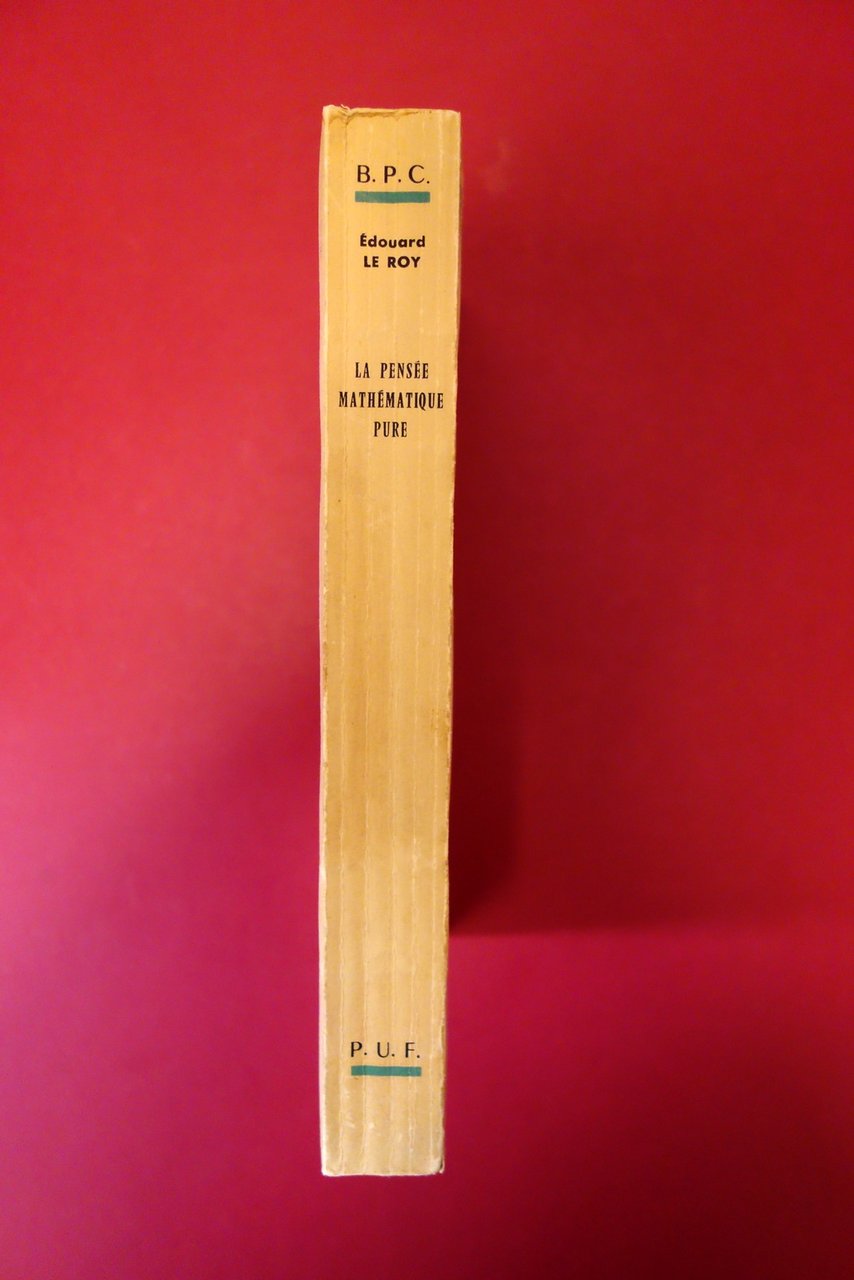 B. P. C.
Édouard
LE ROY
LA PENSÉE
MATHÉMATIQUE
PURE
P. U. F.